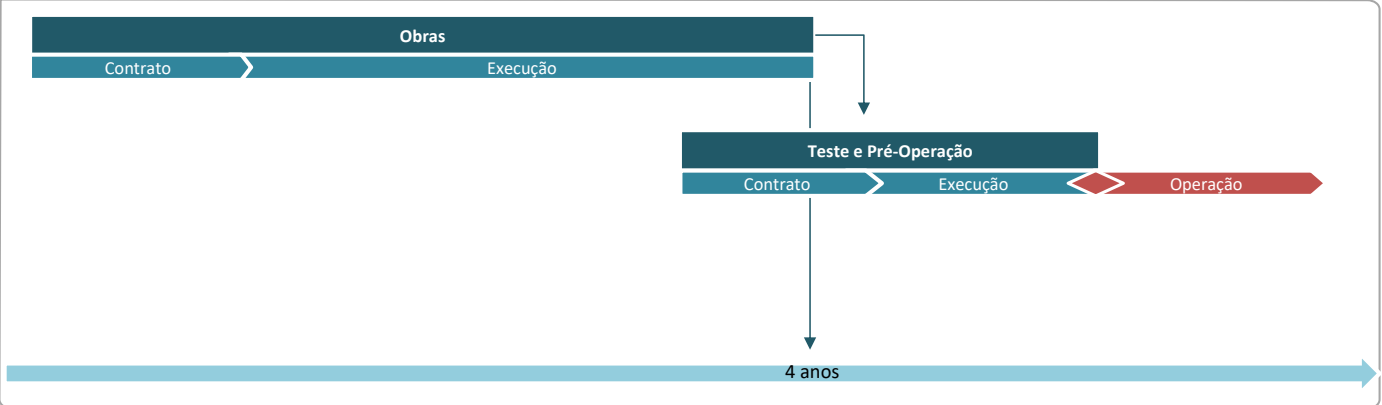 Obras
Contrato
Execução
Teste e Pré-Operação
Contrato
Execução
Operação
4 anos